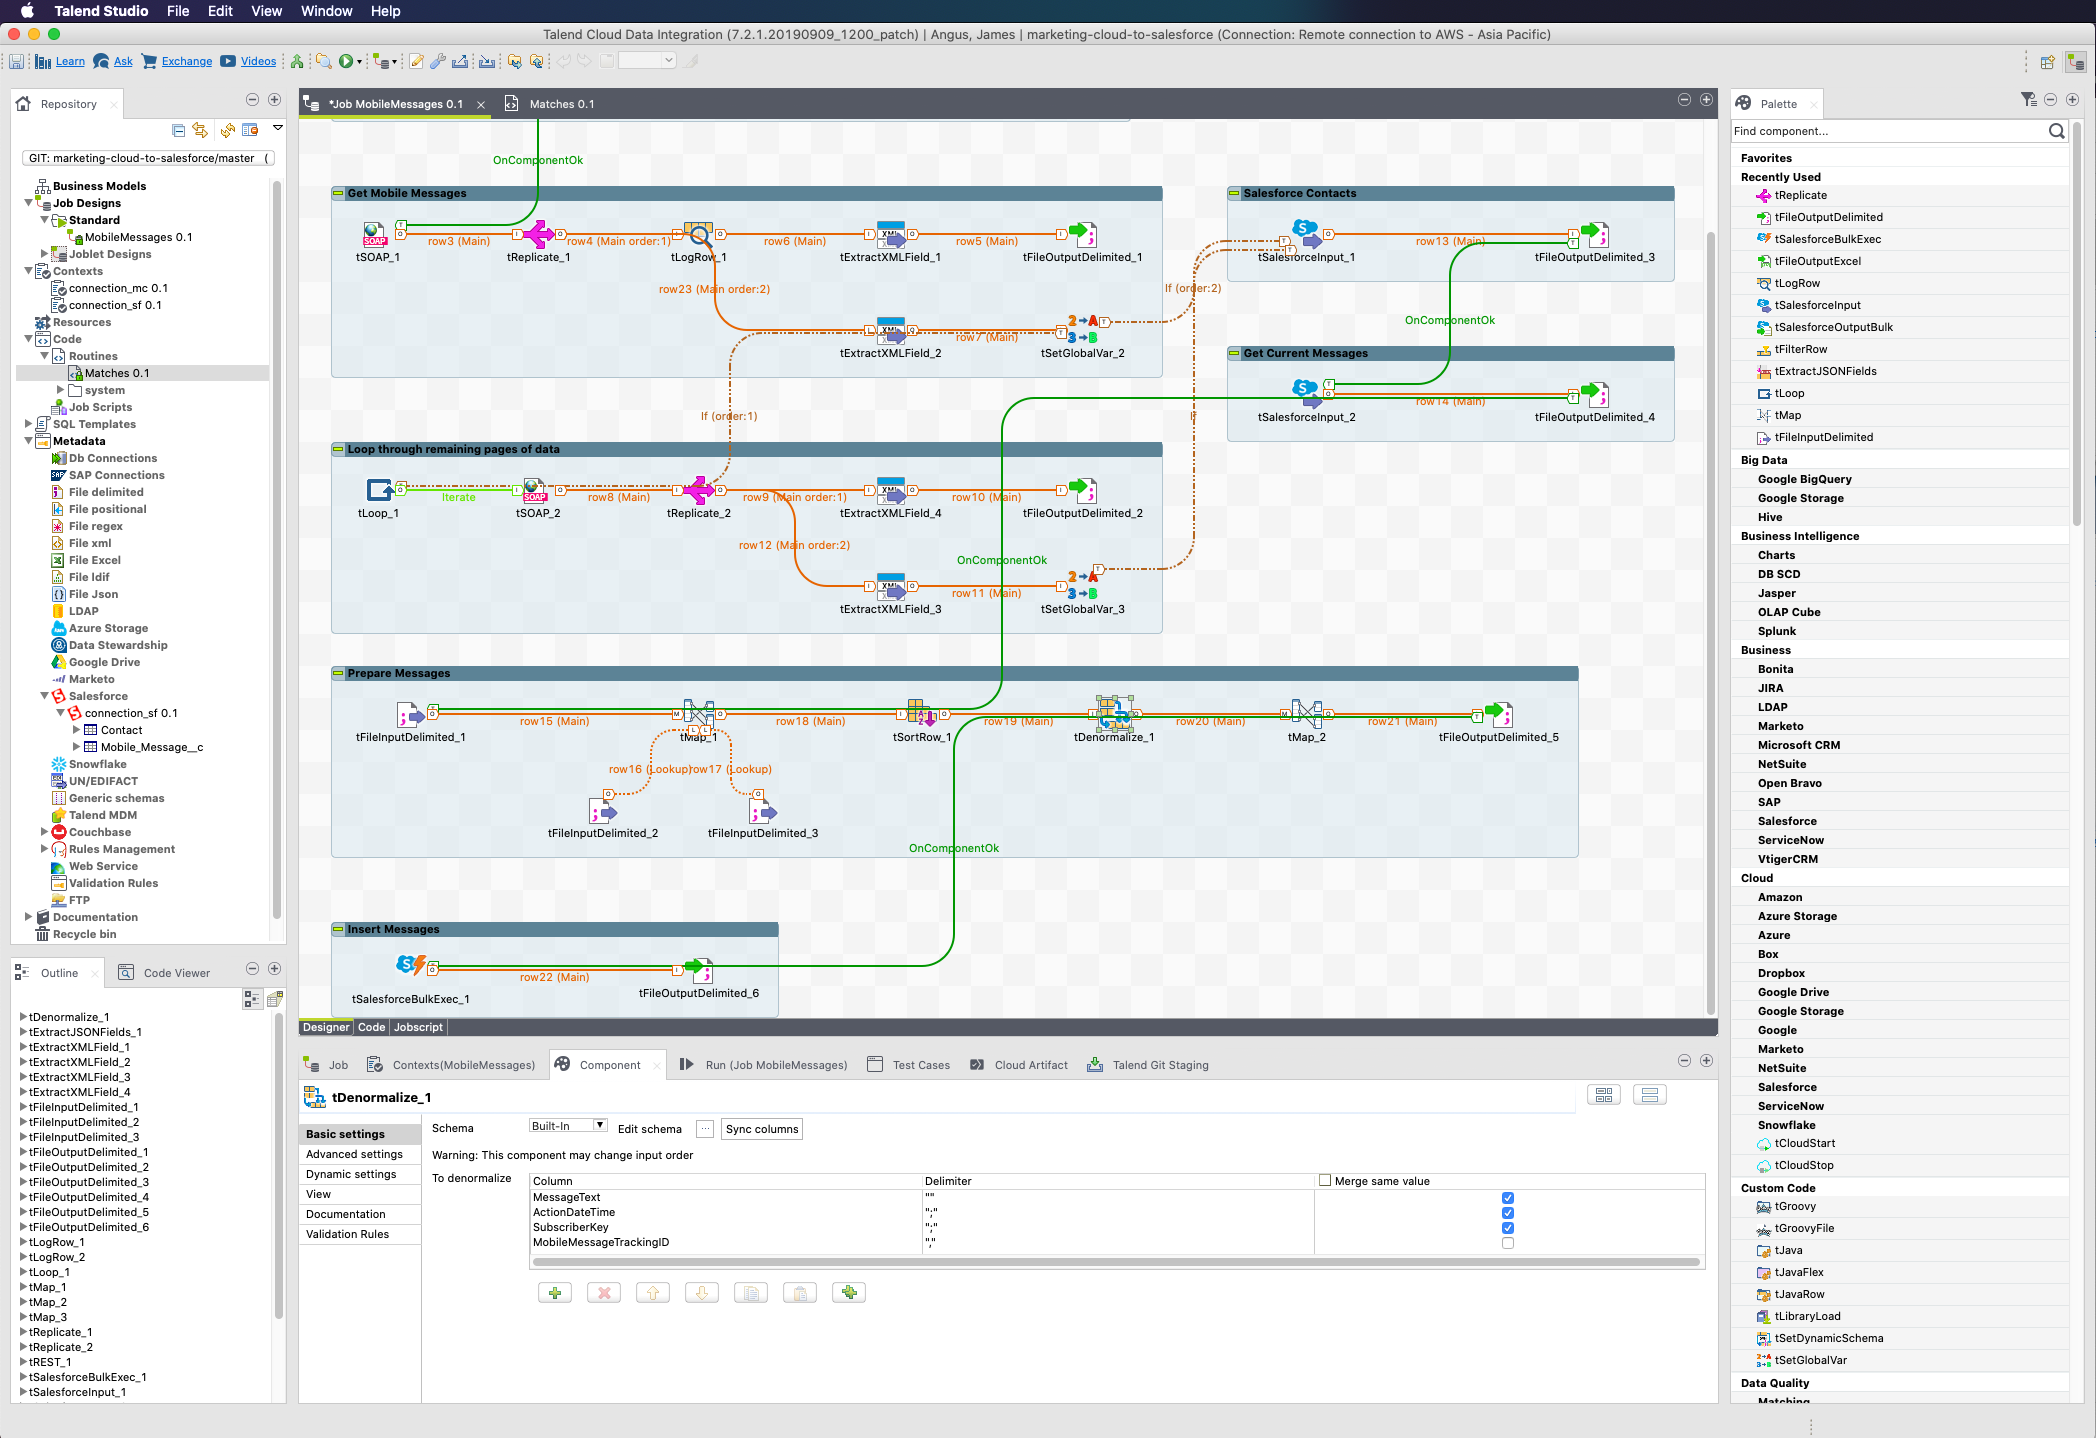 Talend Studio File Edit View Window Help
Talend Cloud Data Integration (7.2.1.20190909_1200_patch) | Angus, James | marketing-cloud-to-salesforce (Connection: Remote connection to AWS - Asia Pacific)
Learn Ask Exchange Videos
Repository
GIT: marketing-cloud-to-salesforce/master (
Business Models
Job Designs
Standard
MobileMessages 0.1
Joblet Designs
Contexts
connection_mc 0.1
connection_sf 0.1
Resources
Code
Routines
Matches 0.1
system
Job Scripts
SQL Templates
Metadata
Db Connections
SAP Connections
File delimited
File positional
File regex
File xml
File Excel
File ldif
File Json
LDAP
Azure Storage
Data Stewardship
Google Drive
Marketo
Salesforce
connection_sf 0.1
Contact
Mobile_Message__c
Snowflake
UN/EDIFACT
Generic schemas
Talend MDM
Couchbase
Rules Management
Web Service
Validation Rules
FTP
Documentation
Recycle bin
Outline Code Viewer
tDenormalize_1
tExtractJSONFields_1
tExtractXMLField_1
tExtractXMLField_2
tExtractXMLField_3
tExtractXMLField_4
tFileInputDelimited_1
tFileInputDelimited_2
tFileInputDelimited_3
tFileOutputDelimited_1
tFileOutputDelimited_2
tFileOutputDelimited_3
tFileOutputDelimited_4
tFileOutputDelimited_5
tFileOutputDelimited_6
tLogRow_1
tLogRow_2
tLoop_1
tMap_1
tMap_2
tMap_3
tReplicate_1
tReplicate_2
tREST_1
tSalesforceBulkExec_1
tSalesforceInput_1
*Job MobileMessages 0.1 Matches 0.1
OnComponentOk
Get Mobile Messages
row3 (Main) row4 (Main order:1) row6 (Main) row5 (Main)
tSOAP_1 tReplicate_1 tLogRow_1 tExtractXMLField_1 tFileOutputDelimited_1
row23 (Main order:2)
row7 (Main)
tExtractXMLField_2 tSetGlobalVar_2
If (order:1)
If (order:2)
If
Salesforce Contacts
row13 (Main)
tSalesforceInput_1 tFileOutputDelimited_3
OnComponentOk
Get Current Messages
row14 (Main)
tSalesforceInput_2 tFileOutputDelimited_4
Loop through remaining pages of data
Iterate row8 (Main) row9 (Main order:1) row10 (Main)
tLoop_1 tSOAP_2 tReplicate_2 tExtractXMLField_4 tFileOutputDelimited_2
row12 (Main order:2)
OnComponentOk
row11 (Main)
tExtractXMLField_3 tSetGlobalVar_3
Prepare Messages
row15 (Main) row18 (Main) row19 (Main) row20 (Main) row21 (Main)
tFileInputDelimited_1 tMap_1 tSortRow_1 tDenormalize_1 tMap_2 tFileOutputDelimited_5
row16 (Lookup) row17 (Lookup)
tFileInputDelimited_2 tFileInputDelimited_3
OnComponentOk
Insert Messages
row22 (Main)
tSalesforceBulkExec_1 tFileOutputDelimited_6
Designer Code Jobscript
Job Contexts(MobileMessages) Component Run (Job MobileMessages) Test Cases Cloud Artifact Talend Git Staging
tDenormalize_1
Basic settings
Advanced settings
Dynamic settings
View
Documentation
Validation Rules
Schema Built-In Edit schema ... Sync columns
Warning: This component may change input order
To denormalize
Column Delimiter Merge same value
MessageText ""
ActionDateTime ";"
SubscriberKey ";"
MobileMessageTrackingID ","
Palette
Find component...
Favorites
Recently Used
tReplicate
tFileOutputDelimited
tSalesforceBulkExec
tFileOutputExcel
tLogRow
tSalesforceInput
tSalesforceOutputBulk
tFilterRow
tExtractJSONFields
tLoop
tMap
tFileInputDelimited
Big Data
Google BigQuery
Google Storage
Hive
Business Intelligence
Charts
DB SCD
Jasper
OLAP Cube
Splunk
Business
Bonita
JIRA
LDAP
Marketo
Microsoft CRM
NetSuite
Open Bravo
SAP
Salesforce
ServiceNow
VtigerCRM
Cloud
Amazon
Azure Storage
Azure
Box
Dropbox
Google Drive
Google Storage
Google
Marketo
NetSuite
Salesforce
ServiceNow
Snowflake
tCloudStart
tCloudStop
Custom Code
tGroovy
tGroovyFile
tJava
tJavaFlex
tJavaRow
tLibraryLoad
tSetDynamicSchema
tSetGlobalVar
Data Quality
Matching